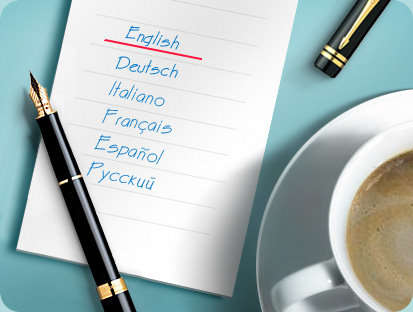 English
Deutsch
Italiano
Français
Español
Русский